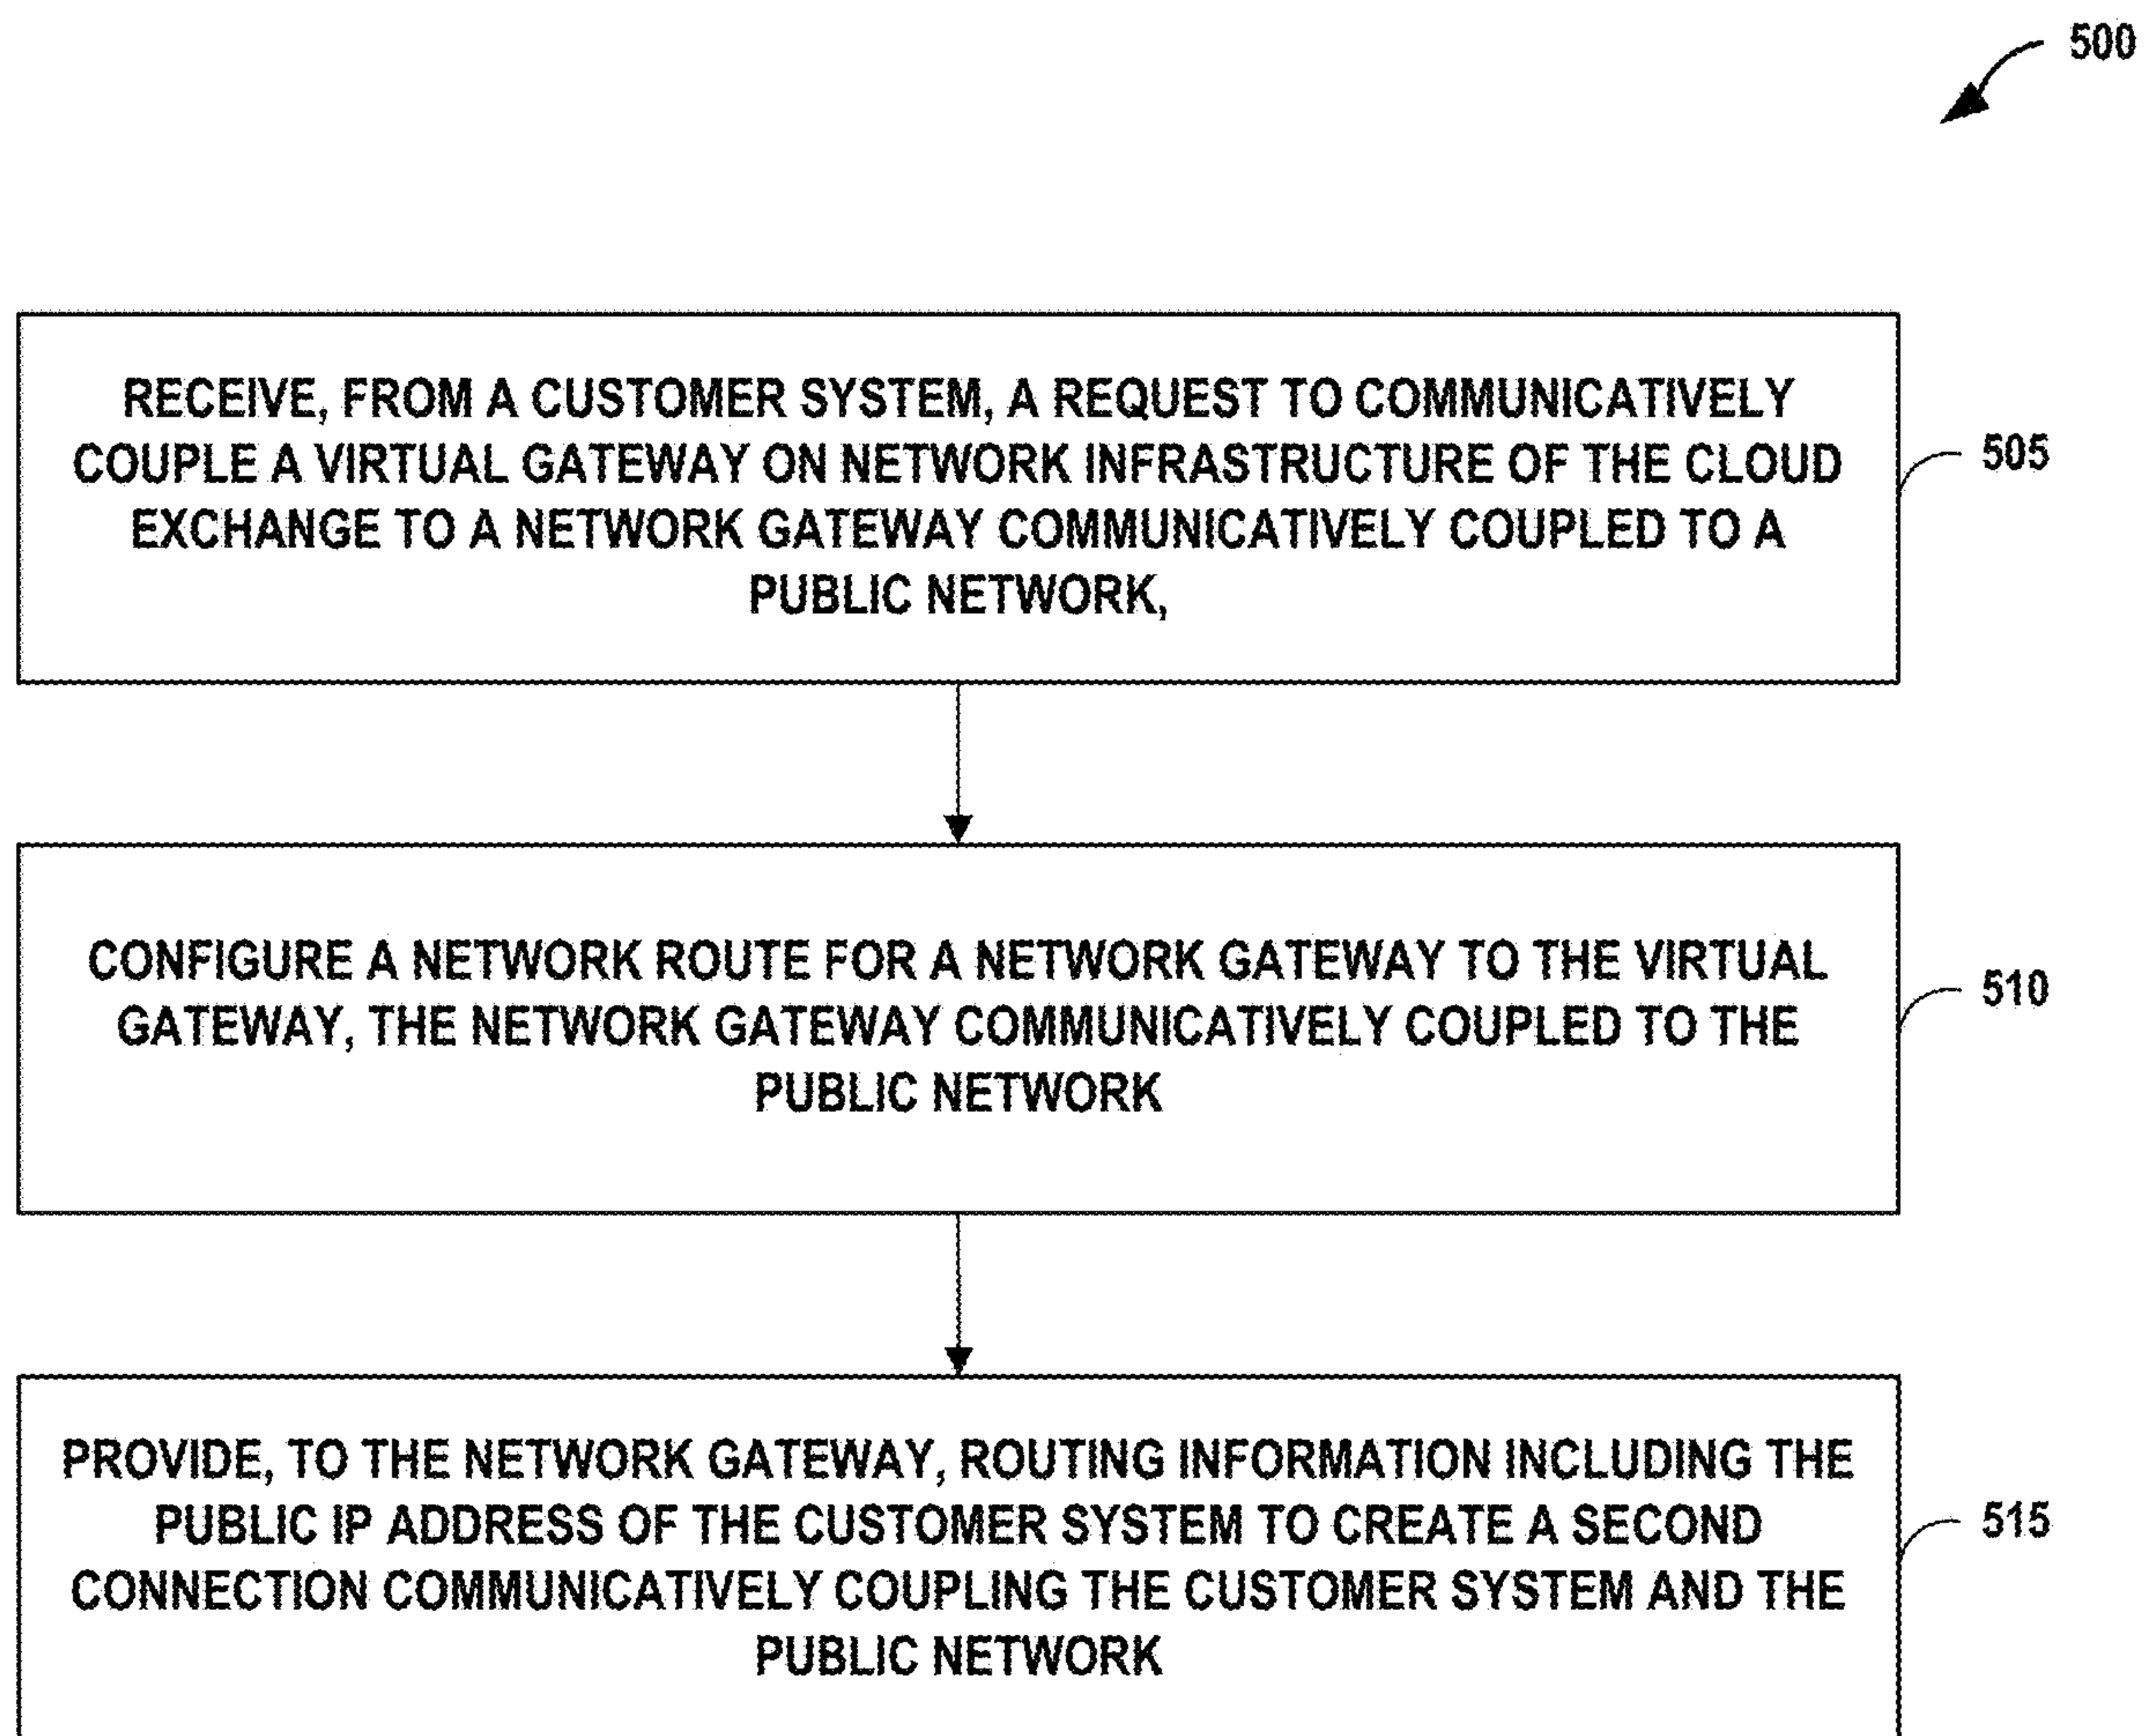 500
RECEIVE, FROM A CUSTOMER SYSTEM, A REQUEST TO COMMUNICATIVELY
COUPLE A VIRTUAL GATEWAY ON NETWORK INFRASTRUCTURE OF THE CLOUD
EXCHANGE TO A NETWORK GATEWAY COMMUNICATIVELY COUPLED TO A
PUBLIC NETWORK,
505
CONFIGURE A NETWORK ROUTE FOR A NETWORK GATEWAY TO THE VIRTUAL
GATEWAY, THE NETWORK GATEWAY COMMUNICATIVELY COUPLED TO THE
PUBLIC NETWORK
510
PROVIDE, TO THE NETWORK GATEWAY, ROUTING INFORMATION INCLUDING THE
PUBLIC IP ADDRESS OF THE CUSTOMER SYSTEM TO CREATE A SECOND
CONNECTION COMMUNICATIVELY COUPLING THE CUSTOMER SYSTEM AND THE
PUBLIC NETWORK
515